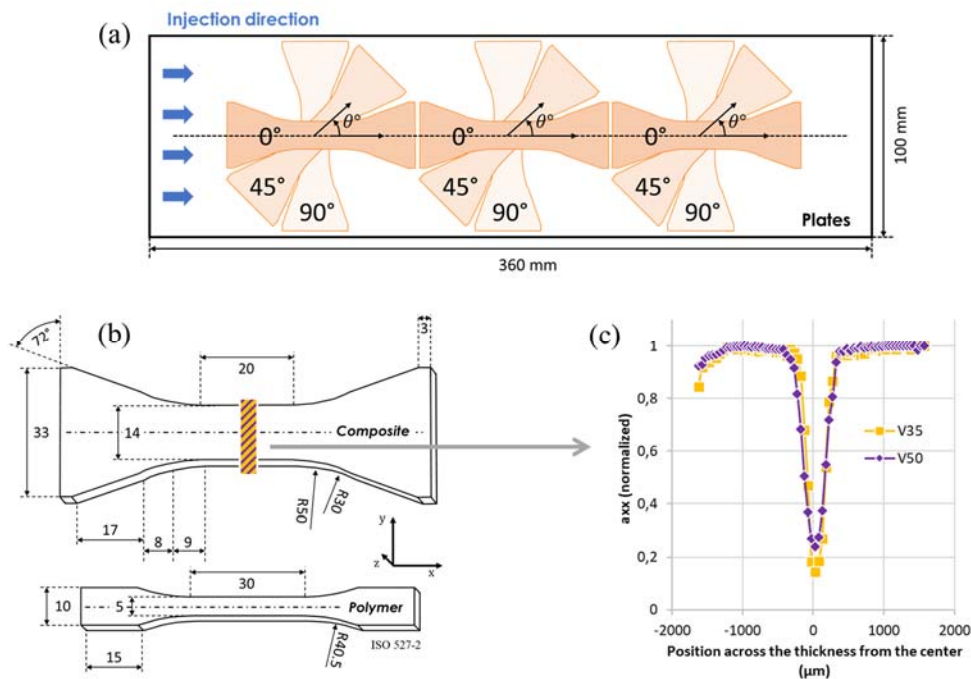 Injection direction
(a)
0°
θ°
45°
90°
0°
θ°
45°
90°
0°
θ°
45°
90°
Plates
100 mm
360 mm
(b)
72°
3
20
33
14
Composite
R50
R30
17
8
9
y
z
x
30
10
5
Polymer
R40.5
ISO 527-2
15
(c)
1
0,8
0,6
0,4
0,2
0
axx (normalized)
V35
V50
-2000
-1000
0
1000
2000
Position across the thickness from the center
(µm)